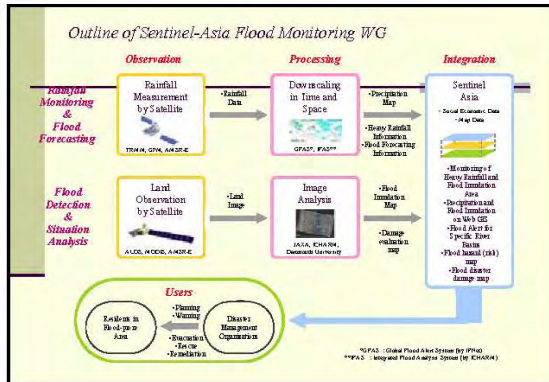 Outline of Sentinel-Asia Flood Monitoring WG
Observation
Processing
Integration
Rainfall
Monitoring
&
Flood
Forecasting
Rainfall
Measurement
by Satellite
TRMM, GPM, AMSR-E
•Rainfall
Data
Downscaling
in Time and
Space
GFAS*, IFAS**
•Precipitation
Map
•Heavy Rainfall
Information
•Flood Forecasting
Information
Sentinel
Asia
•Social Economic Data
•Map Data
•Monitoring of
Heavy Rainfall and
Flood Inundation
Area
•Precipitation and
Flood Inundation
on Web GIS
•Flood Alert for
Specific River
Basins
•Flood hazard (risk)
map
•Flood disaster
damage map
Flood
Detection
&
Situation
Analysis
Land
Observation
by Satellite
ALOS, MODIS, AMSR-E
•Land
Image
Image
Analysis
JAXA, ICHARM,
Dartmouth University
•Flood
Inundation
Map
•Damage evaluation
map
Users
Residents in
Flood-prone
Area
•Planning
•Warning
•Evacuation
•Rescue
•Remediation
Disaster
Management
Organizations
*GFAS : Global Flood Alert System (by IFNet)
**IFAS : Integrated Flood Analysis System (by ICHARM)